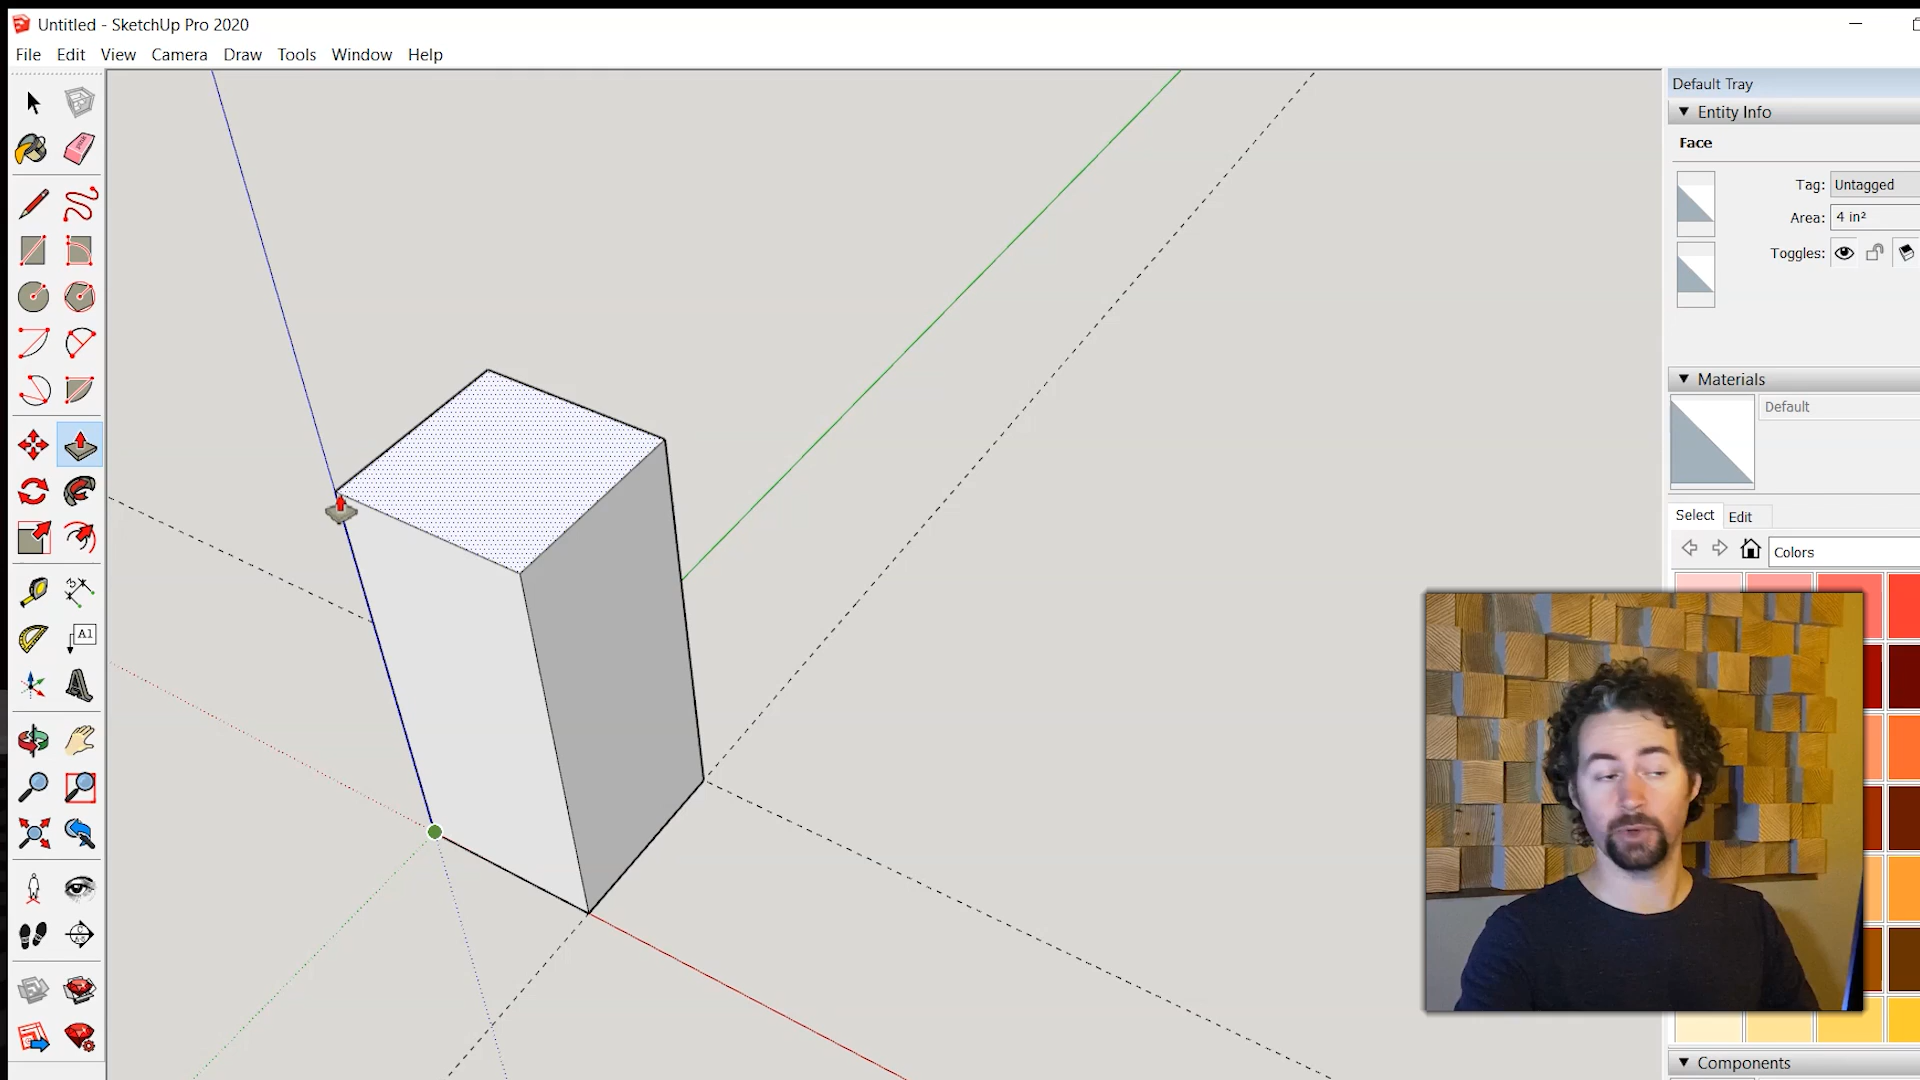 Untitled - SketchUp Pro 2020
File Edit View Camera Draw Tools Window Help
Default Tray
Entity Info
Face
Tag: Untagged
Area: 4 in²
Toggles:
Materials
Default
A1
Select Edit
Colors
Components